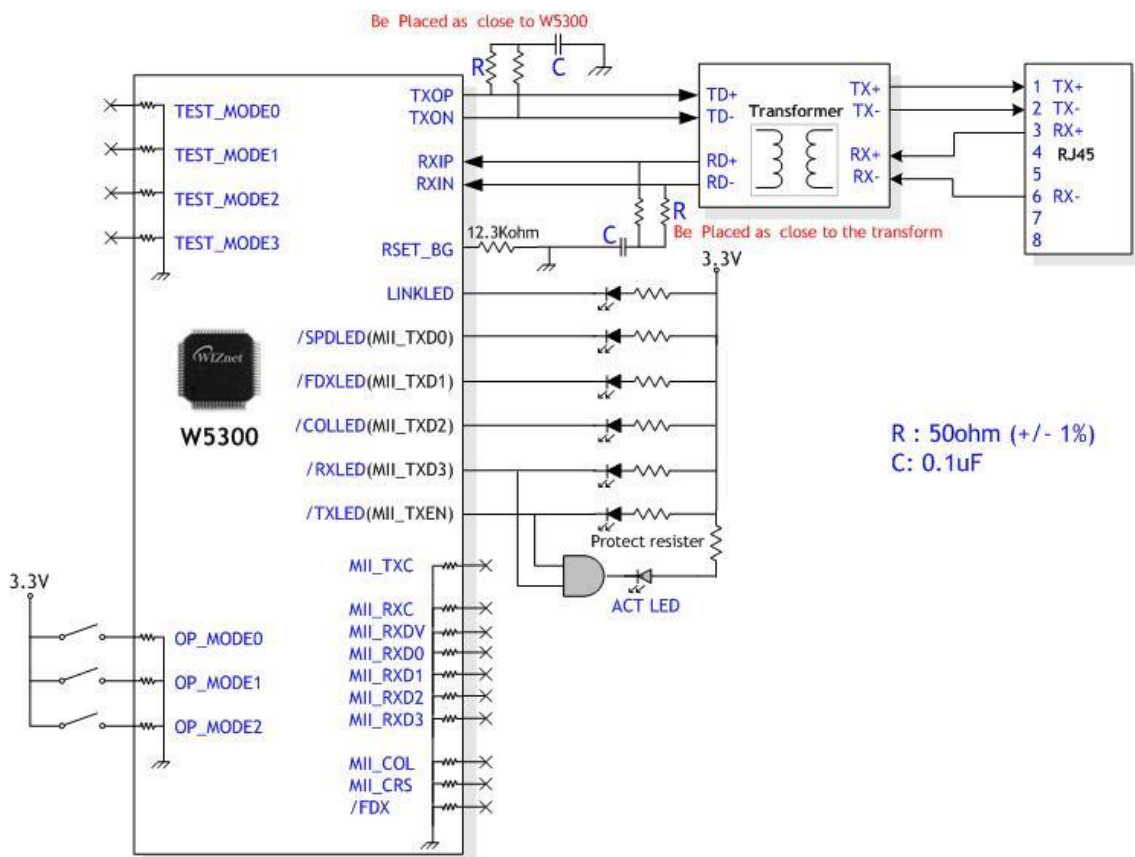 Be Placed as close to W5300
R
C
TXOP
TXON
RXIP
RXIN
RSET_BG
12.3Kohm
TEST_MODE0
TEST_MODE1
TEST_MODE2
TEST_MODE3
TD+
TD-
RD+
RD-
Transformer
TX+
TX-
RX+
RX-
1 TX+
2 TX-
3 RX+
4
RJ45
5
6 RX-
7
8
R
C
Be Placed as close to the transform
3.3V
LINKLED
/SPDLED(MII_TXD0)
/FDXLED(MII_TXD1)
/COLLED(MII_TXD2)
/RXLED(MII_TXD3)
/TXLED(MII_TXEN)
WIZnet
W5300
R : 50ohm (+/- 1%)
C: 0.1uF
Protect resister
ACT LED
MII_TXC
MII_RXC
MII_RXDV
MII_RXD0
MII_RXD1
MII_RXD2
MII_RXD3
MII_COL
MII_CRS
/FDX
3.3V
OP_MODE0
OP_MODE1
OP_MODE2